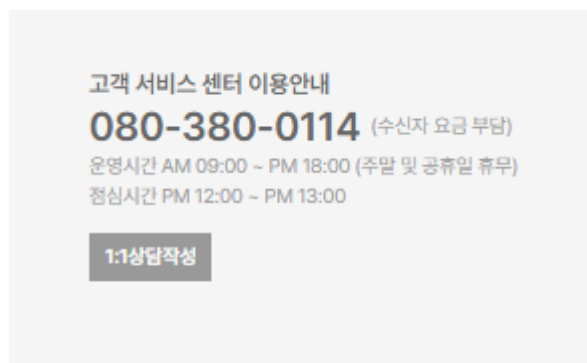 고객 서비스 센터 이용안내
080-380-0114 (수신자 요금 부담)
운영시간 AM 09:00 ~ PM 18:00 (주말 및 공휴일 휴무)
점심시간 PM 12:00 ~ PM 13:00
1:1상담작성